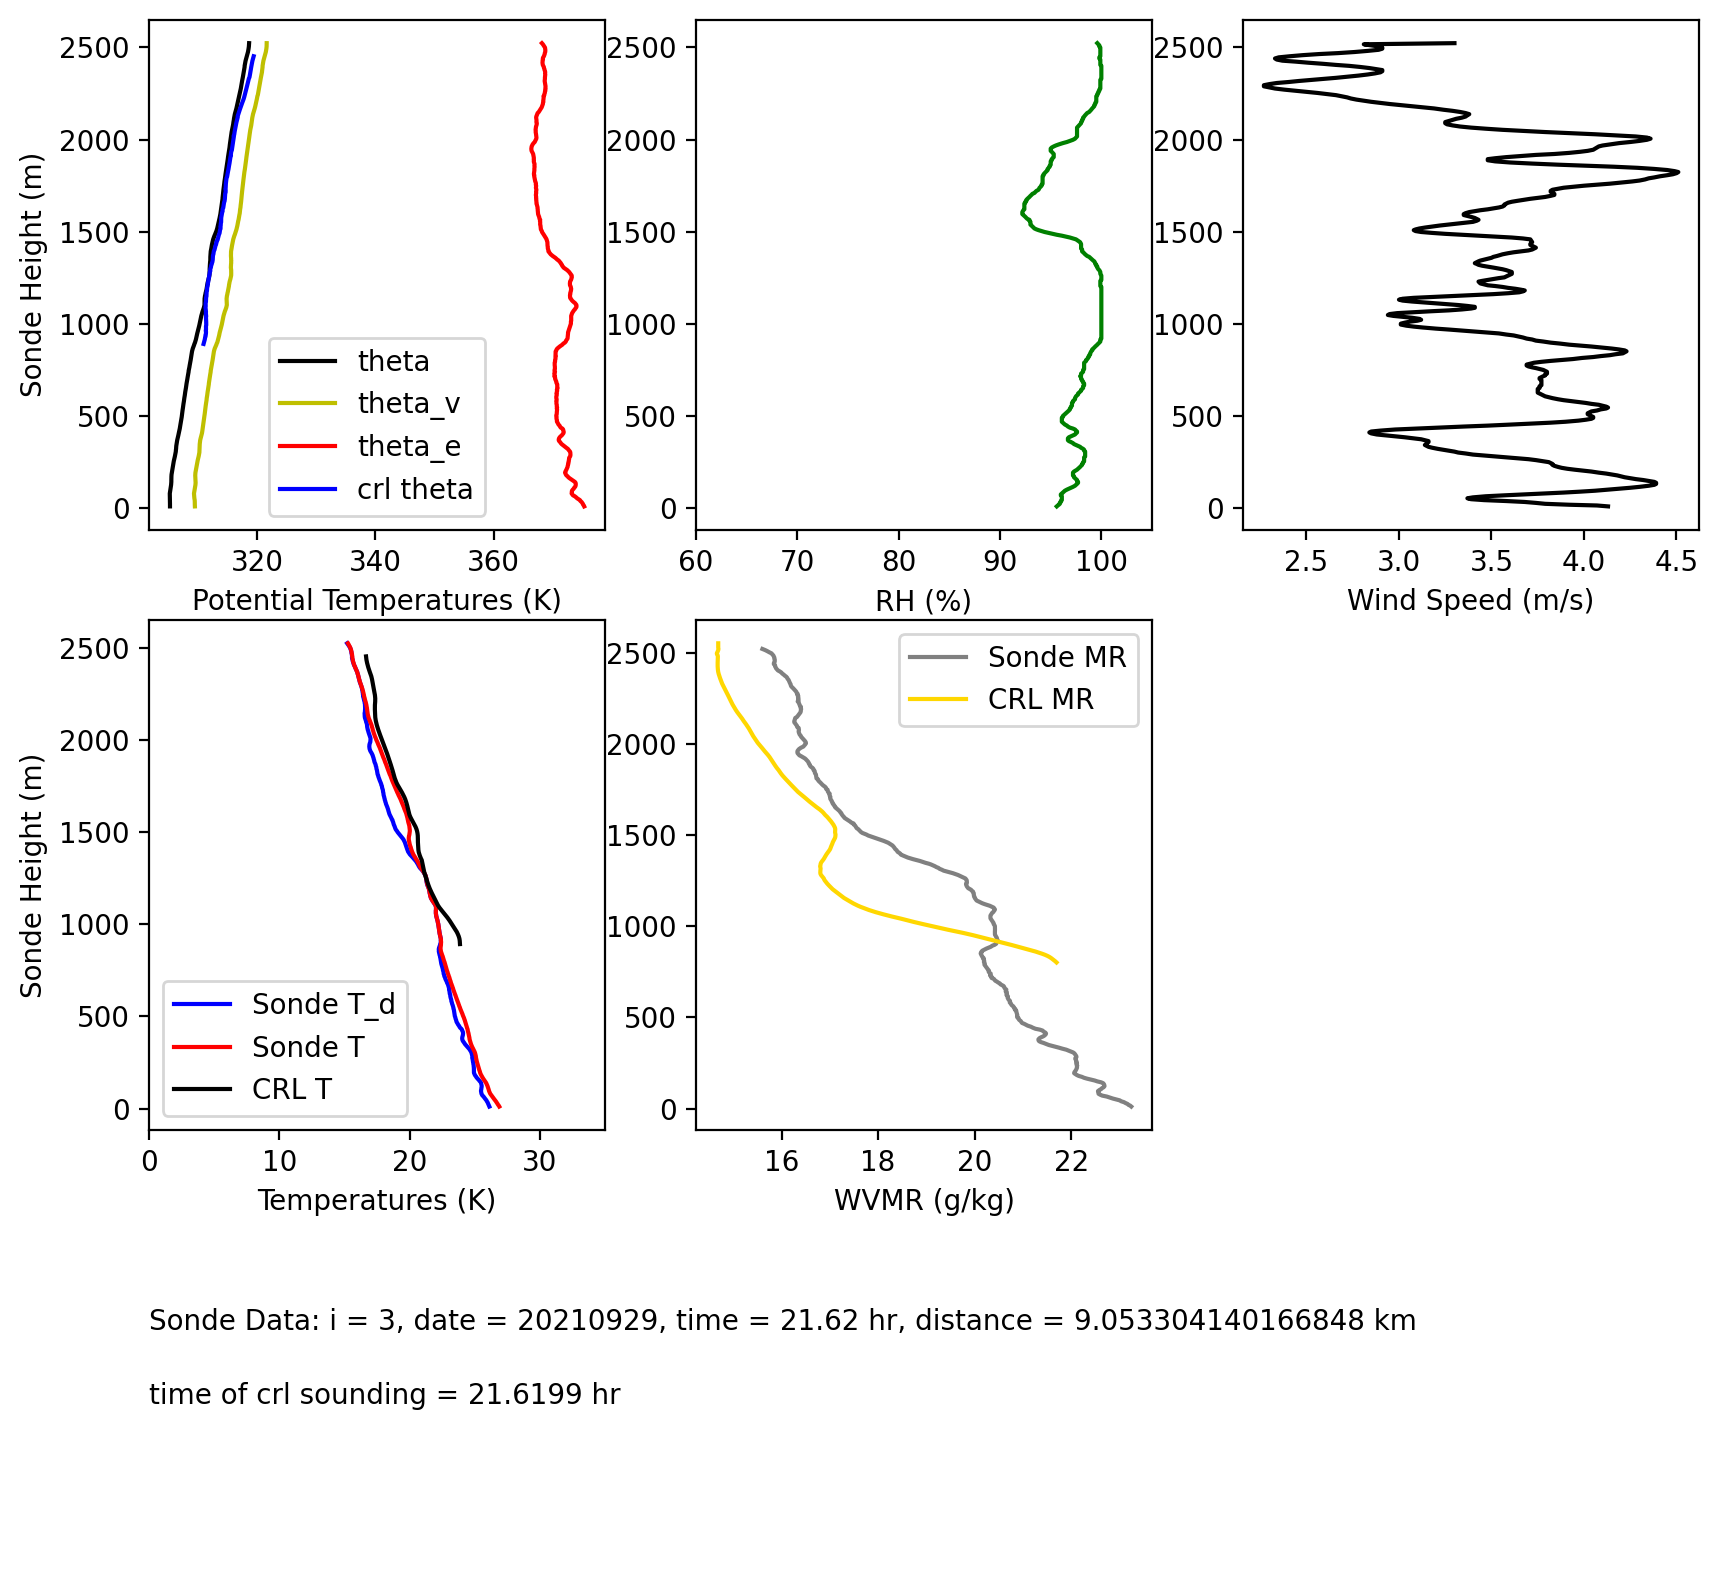 2500
2000
1500
1000
500
0
Sonde Height (m)
theta
theta_v
theta_e
crl theta
320
340
360
Potential Temperatures (K)
2500
2000
1500
1000
500
0
60
70
80
90
100
RH (%)
2500
2000
1500
1000
500
0
2.5
3.0
3.5
4.0
4.5
Wind Speed (m/s)
2500
2000
1500
1000
500
0
Sonde Height (m)
Sonde T_d
Sonde T
CRL T
0
10
20
30
Temperatures (K)
2500
2000
1500
1000
500
0
Sonde MR
CRL MR
16
18
20
22
WVMR (g/kg)
Sonde Data: i = 3, date = 20210929, time = 21.62 hr, distance = 9.053304140166848 km
time of crl sounding = 21.6199 hr